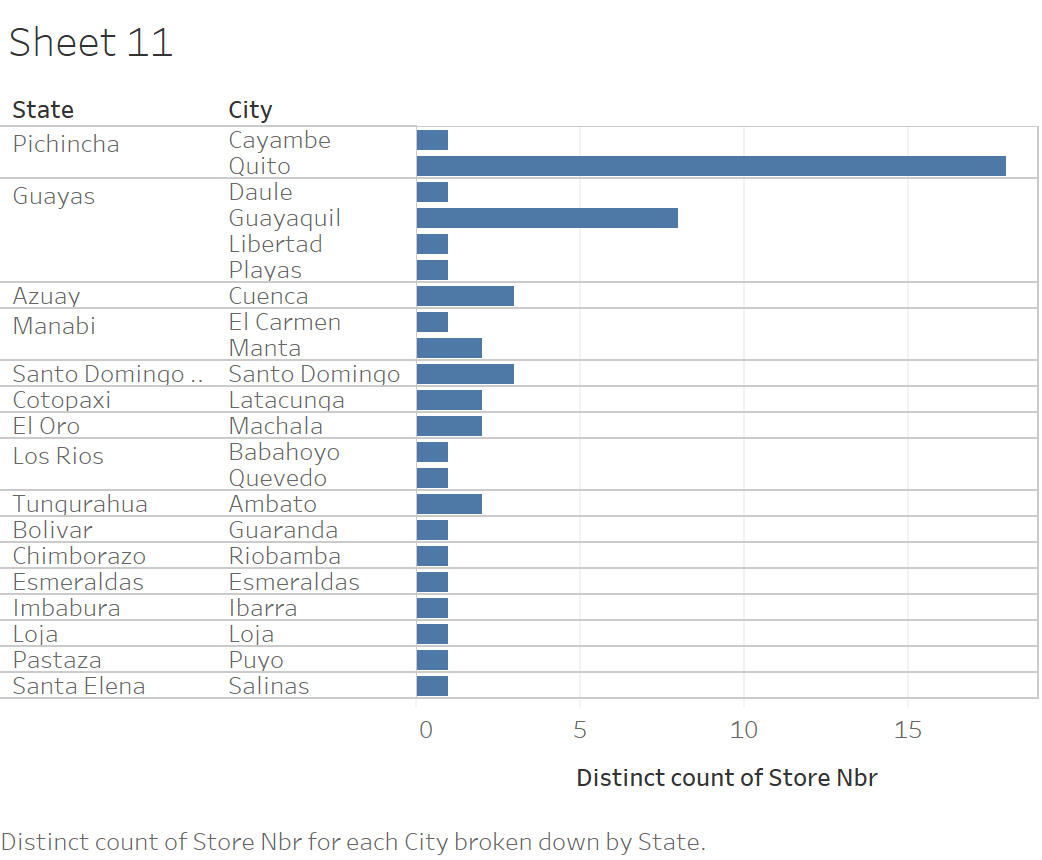 Sheet 11
State City
Pichincha Cayambe
Quito
Guayas Daule
Guayaquil
Libertad
Playas
Azuay Cuenca
Manabi El Carmen
Manta
Santo Domingo .. Santo Domingo
Cotopaxi Latacunga
El Oro Machala
Los Rios Babahoyo
Quevedo
Tungurahua Ambato
Bolivar Guaranda
Chimborazo Riobamba
Esmeraldas Esmeraldas
Imbabura Ibarra
Loja Loja
Pastaza Puyo
Santa Elena Salinas
0 5 10 15
Distinct count of Store Nbr
Distinct count of Store Nbr for each City broken down by State.